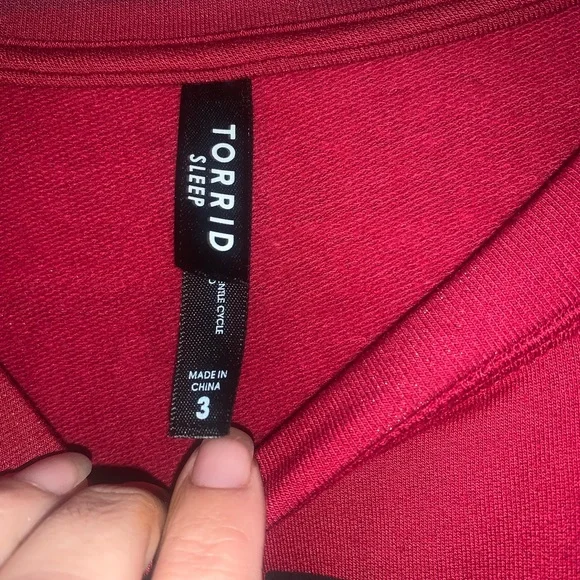 TORRID
SLEEP
CYCLE
MADE IN
CHINA
3